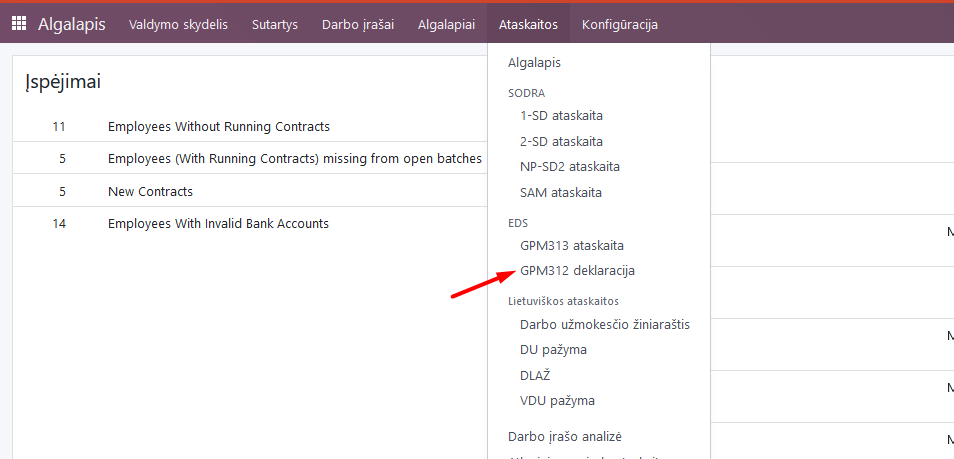 Algalapis Valdymo skydelis Sutartys Darbo įrašai Algalapiai Ataskaitos Konfigūracija
Įspėjimai
11 Employees Without Running Contracts
5 Employees (With Running Contracts) missing from open batches
5 New Contracts
14 Employees With Invalid Bank Accounts
Algalapis
SODRA
1-SD ataskaita
2-SD ataskaita
NP-SD2 ataskaita
SAM ataskaita
EDS
GPM313 ataskaita
GPM312 deklaracija
Lietuviškos ataskaitos
Darbo užmokesčio žiniaraštis
DU pažyma
DLAŽ
VDU pažyma
Darbo įrašo analizė
M
M
M
M